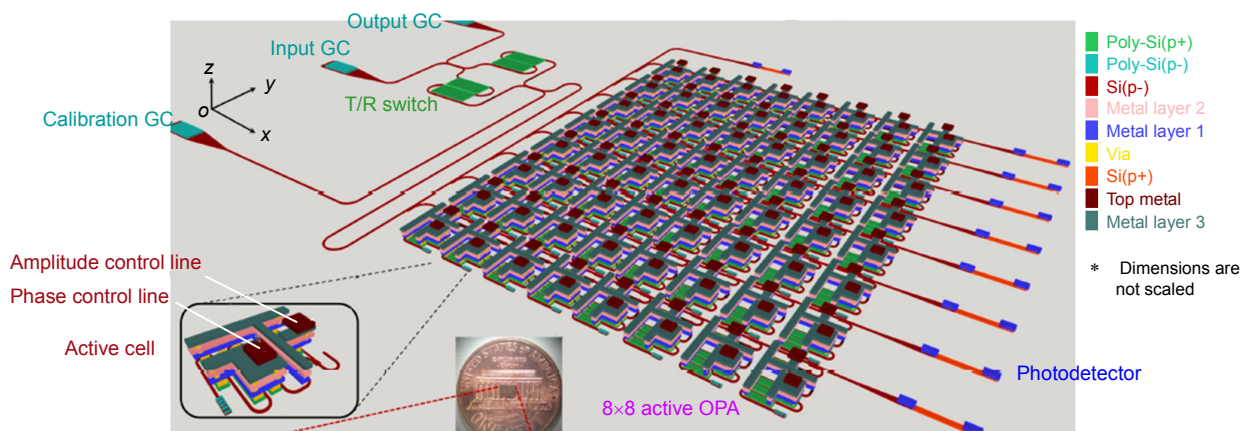 Output GC
Input GC
z
y
o
x
T/R switch
Calibration GC
Poly-Si(p+)
Poly-Si(p-)
Si(p-)
Metal layer 2
Metal layer 1
Via
Si(p+)
Top metal
Metal layer 3
* Dimensions are
not scaled
Amplitude control line
Phase control line
Active cell
Photodetector
8×8 active OPA